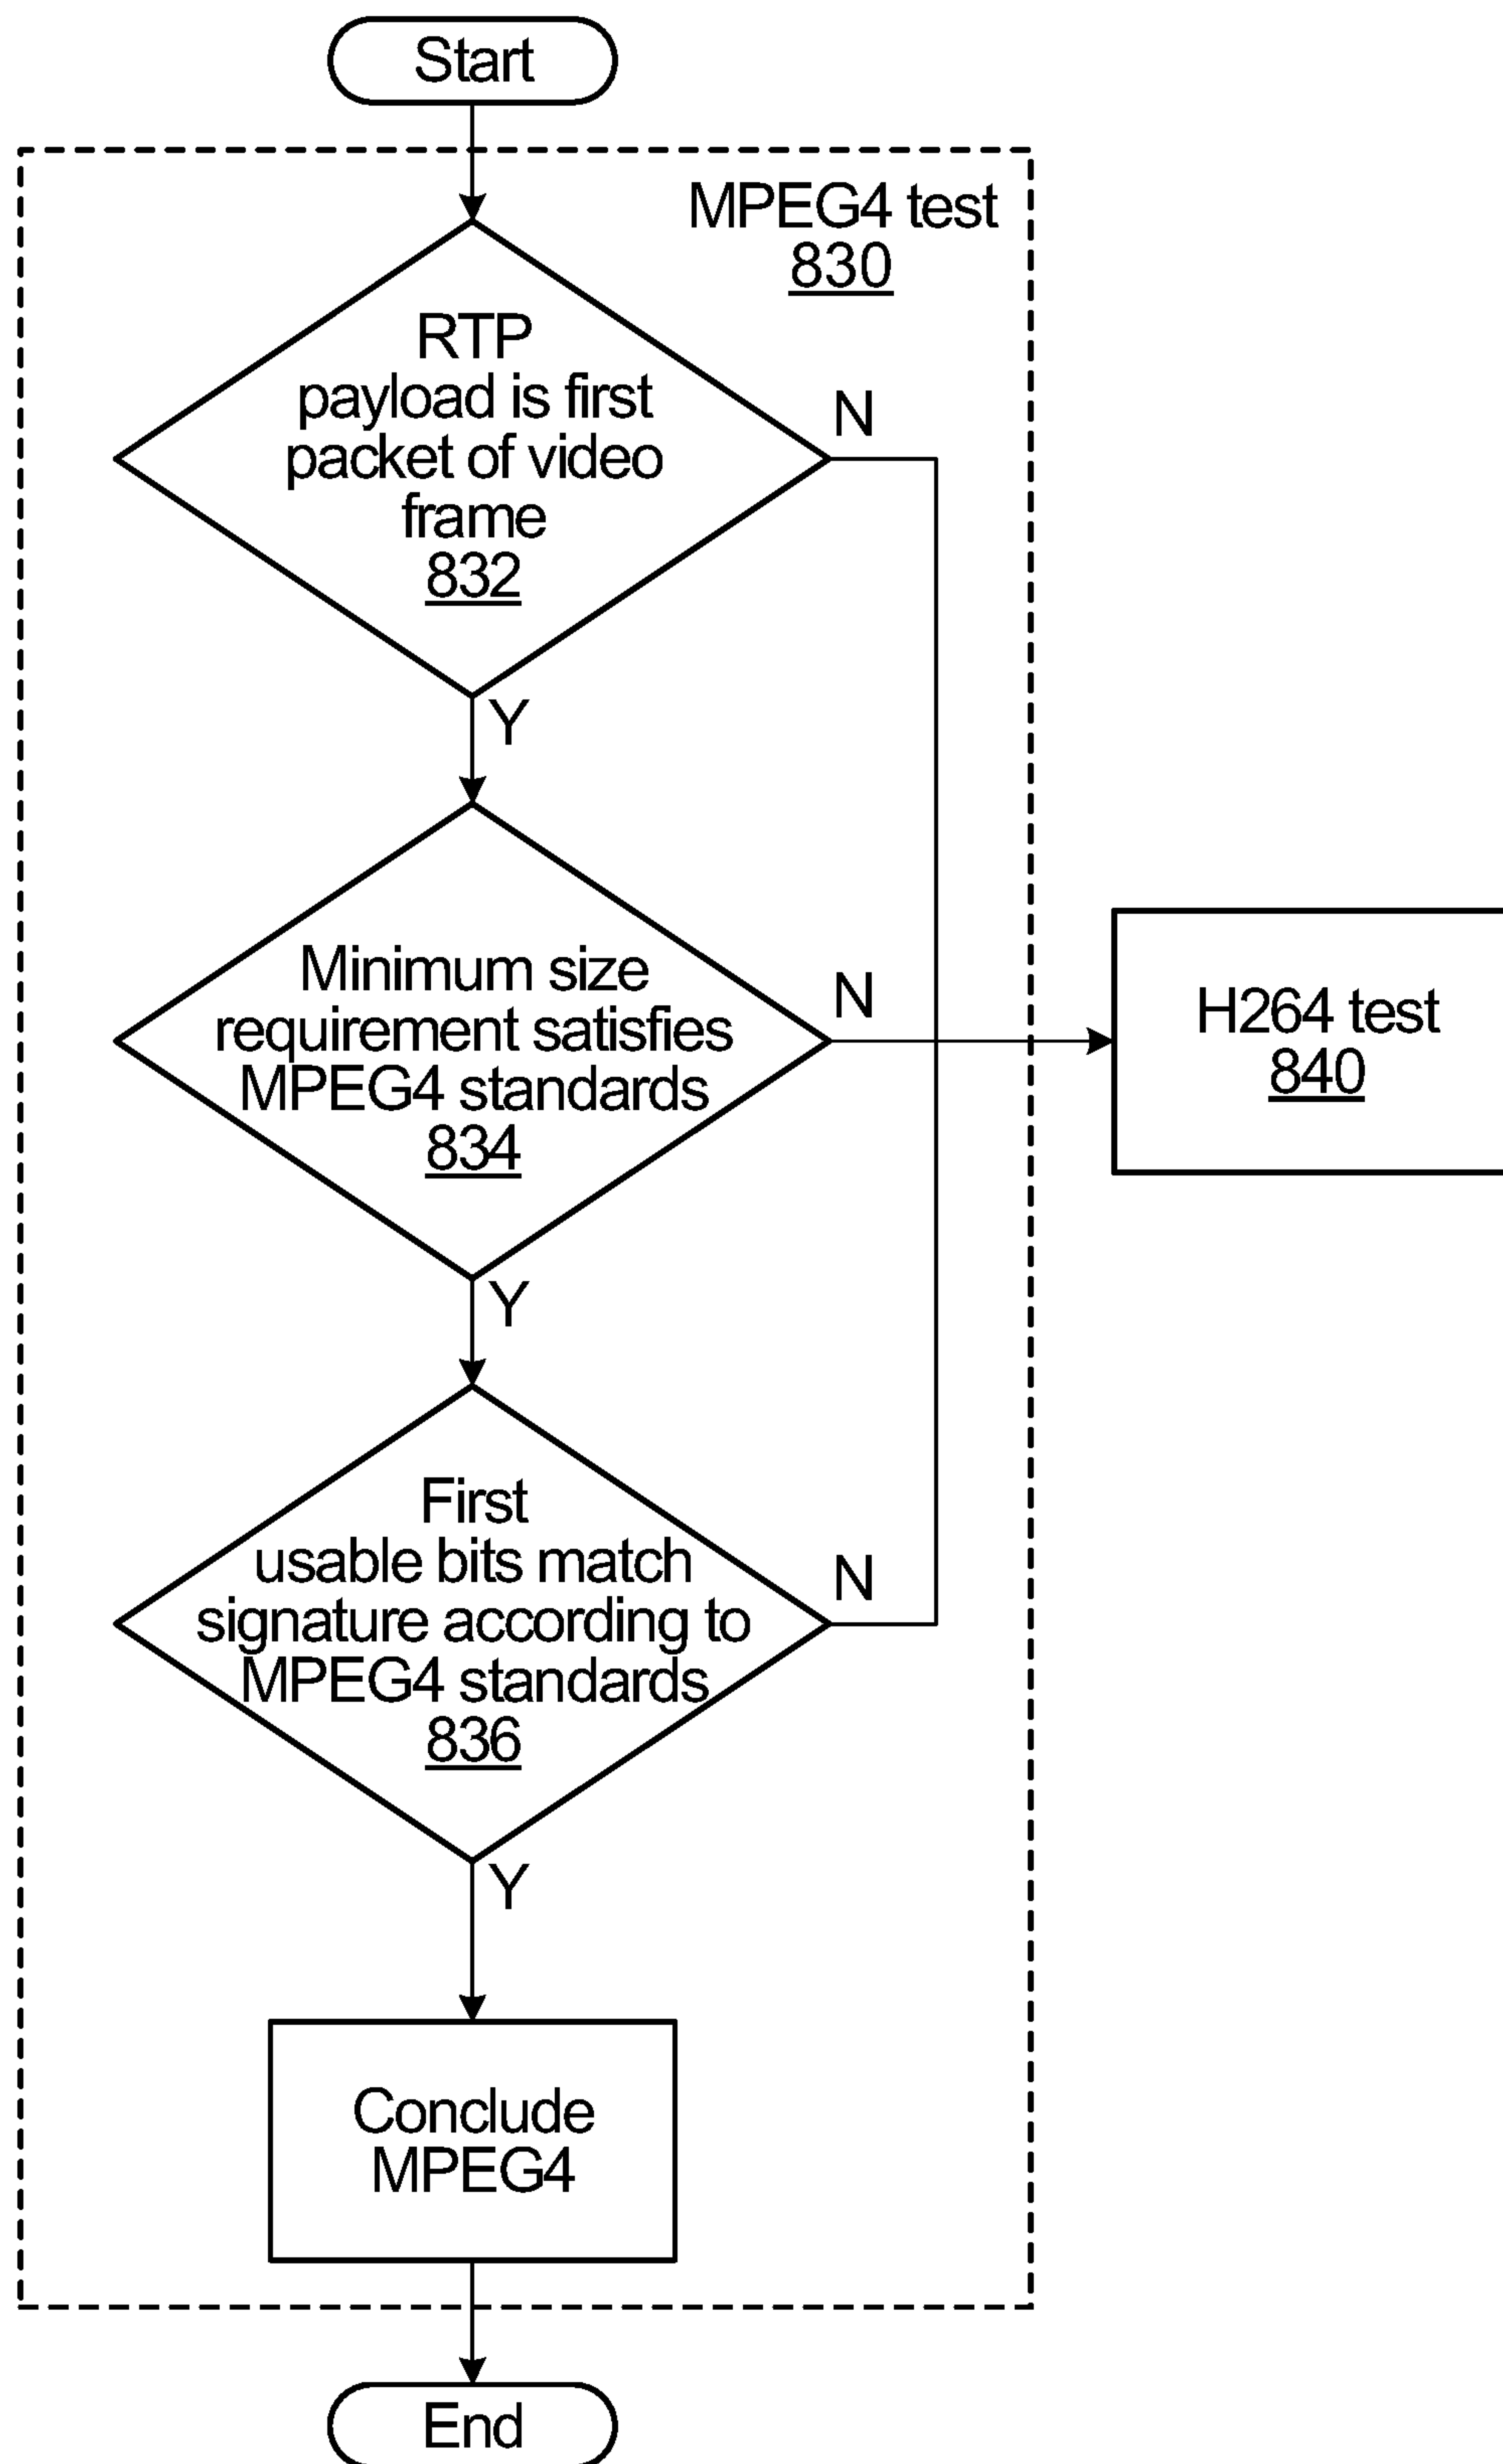 Start
MPEG4 test
830
RTP
payload is first
packet of video
frame
832
N
Y
Minimum size
requirement satisfies
MPEG4 standards
834
N
H264 test
840
Y
First
usable bits match
signature according to
MPEG4 standards
836
N
Y
Conclude
MPEG4
End